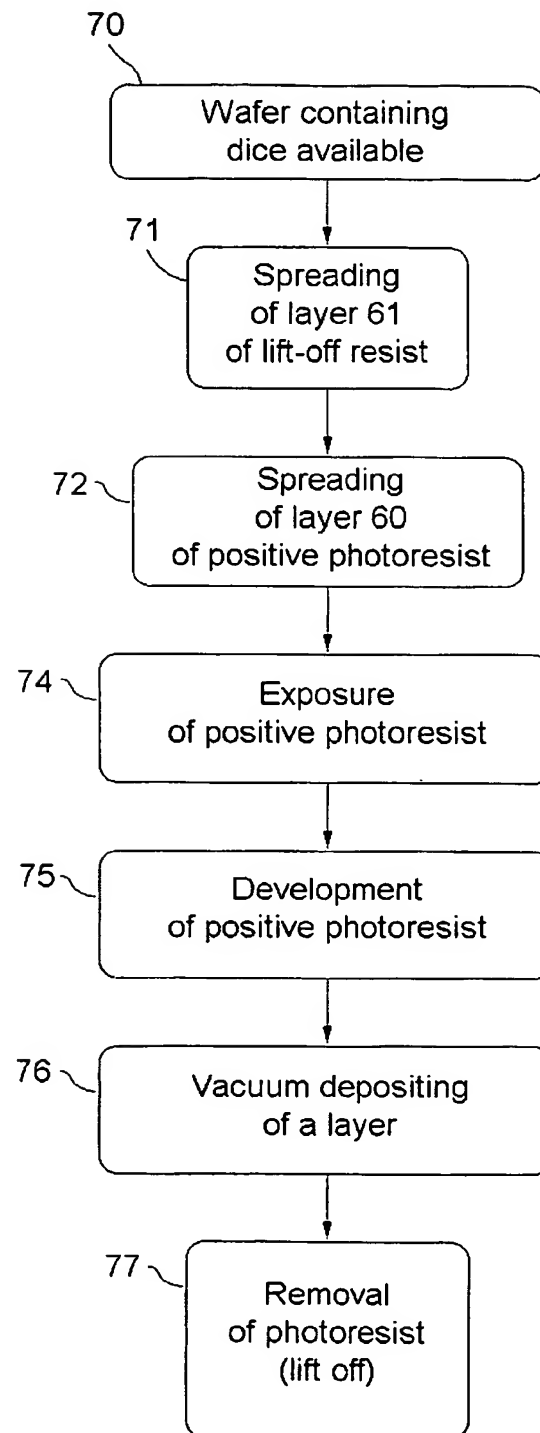 70
Wafer containing
dice available
71
Spreading
of layer 61
of lift-off resist
72
Spreading
of layer 60
of positive photoresist
74
Exposure
of positive photoresist
75
Development
of positive photoresist
76
Vacuum depositing
of a layer
77
Removal
of photoresist
(lift off)